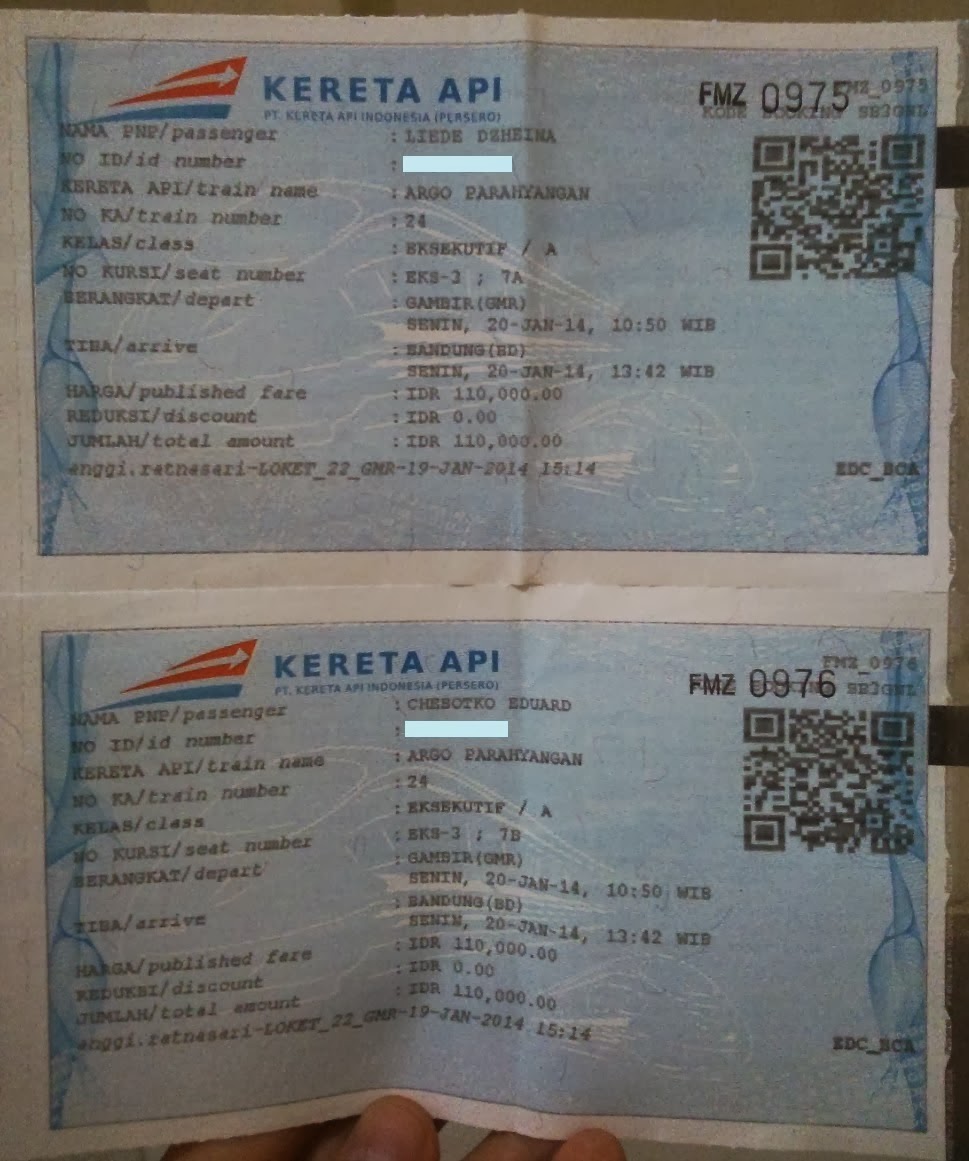 KERETA API
PT. KERETA API INDONESIA (PERSERO)
FMZ 0975
FMZ_0975
KODE BOOKING SB3GNL
NAMA PNP/passenger : LIEDE DZHEINA
NO ID/id number :
KERETA API/train name : ARGO PARAHYANGAN
NO KA/train number : 24
KELAS/class : EKSEKUTIF / A
NO KURSI/seat number : EKS-3 ; 7A
BERANGKAT/depart : GAMBIR(GMR)
SENIN, 20-JAN-14, 10:50 WIB
TIBA/arrive : BANDUNG(BD)
SENIN, 20-JAN-14, 13:42 WIB
HARGA/published fare : IDR 110,000.00
REDUKSI/discount : IDR 0.00
JUMLAH/total amount : IDR 110,000.00
anggi.ratnasari-LOKET_22_GMR-19-JAN-2014 15:14 EDC_BCA
KERETA API
PT. KERETA API INDONESIA (PERSERO)
FMZ 0976
FMZ_0976
SB3GNL
NAMA PNP/passenger : CHEBOTKO EDUARD
NO ID/id number :
KERETA API/train name : ARGO PARAHYANGAN
NO KA/train number : 24
KELAS/class : EKSEKUTIF / A
NO KURSI/seat number : EKS-3 ; 7B
BERANGKAT/depart : GAMBIR(GMR)
SENIN, 20-JAN-14, 10:50 WIB
TIBA/arrive : BANDUNG(BD)
SENIN, 20-JAN-14, 13:42 WIB
HARGA/published fare : IDR 110,000.00
REDUKSI/discount : IDR 0.00
JUMLAH/total amount : IDR 110,000.00
anggi.ratnasari-LOKET_22_GMR-19-JAN-2014 15:14 EDC_BCA